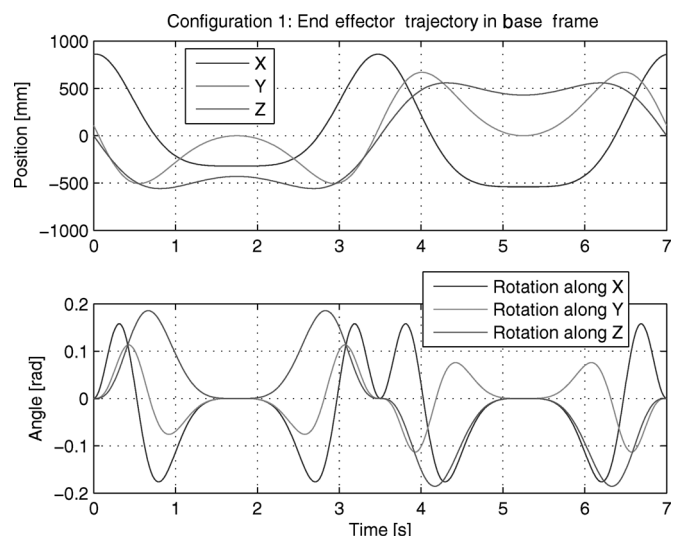 Configuration 1: End effector trajectory in base frame
1000
500
0
−500
−1000
Position [mm]
X
Y
Z
0 1 2 3 4 5 6 7
Rotation along X
Rotation along Y
Rotation along Z
0.2
0.1
0
−0.1
−0.2
Angle [rad]
0 1 2 3 4 5 6 7
Time [s]